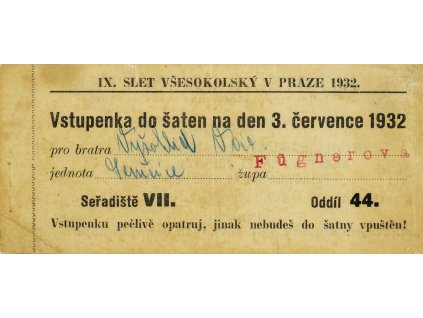 IX. SLET VŠESOKOLSKÝ V PRAZE 1932.
Vstupenka do šaten na den 3. července 1932
pro bratra
jednota župa Fügnerova
Seřadiště VII. Oddíl 44.
Vstupenku pečlivě opatruj, jinak nebudeš do šatny vpuštěn!